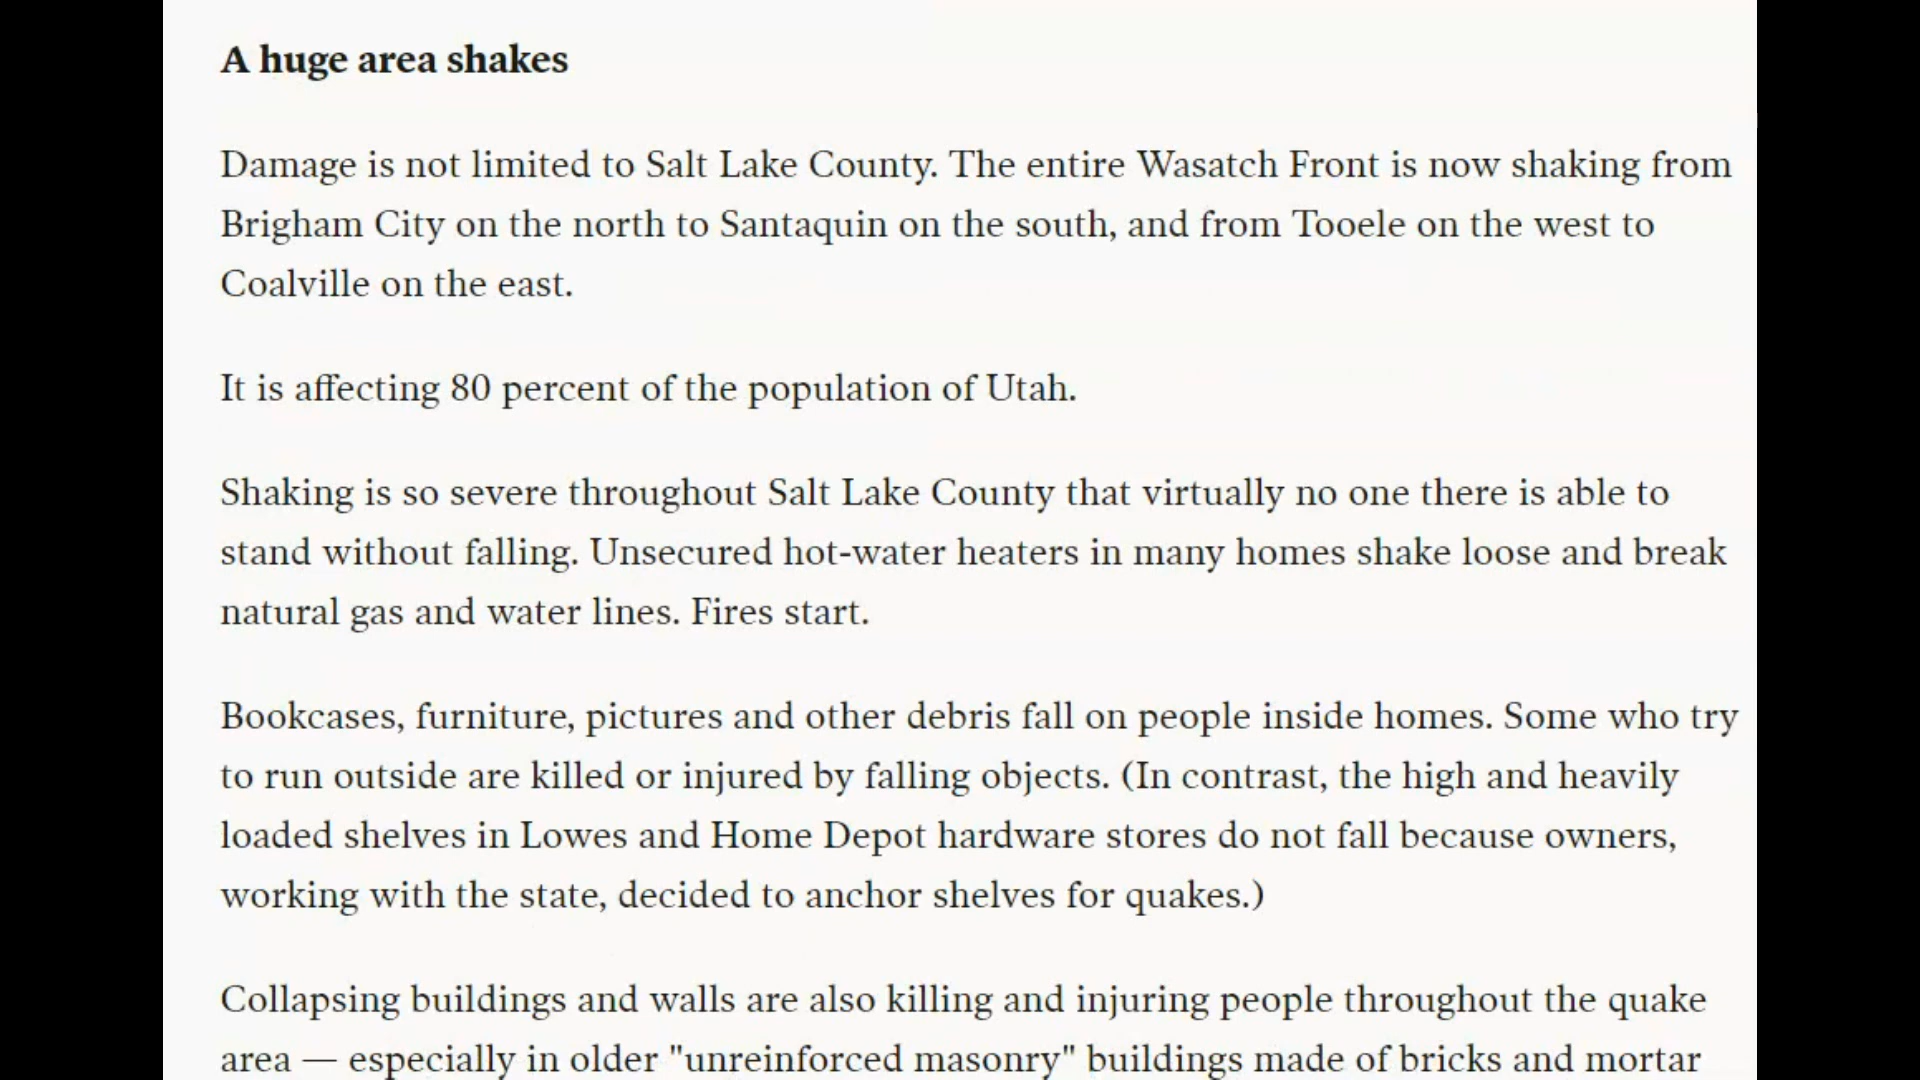 A huge area shakes
Damage is not limited to Salt Lake County. The entire Wasatch Front is now shaking from
Brigham City on the north to Santaquin on the south, and from Tooele on the west to
Coalville on the east.
It is affecting 80 percent of the population of Utah.
Shaking is so severe throughout Salt Lake County that virtually no one there is able to
stand without falling. Unsecured hot-water heaters in many homes shake loose and break
natural gas and water lines. Fires start.
Bookcases, furniture, pictures and other debris fall on people inside homes. Some who try
to run outside are killed or injured by falling objects. (In contrast, the high and heavily
loaded shelves in Lowes and Home Depot hardware stores do not fall because owners,
working with the state, decided to anchor shelves for quakes.)
Collapsing buildings and walls are also killing and injuring people throughout the quake
area — especially in older "unreinforced masonry" buildings made of bricks and mortar